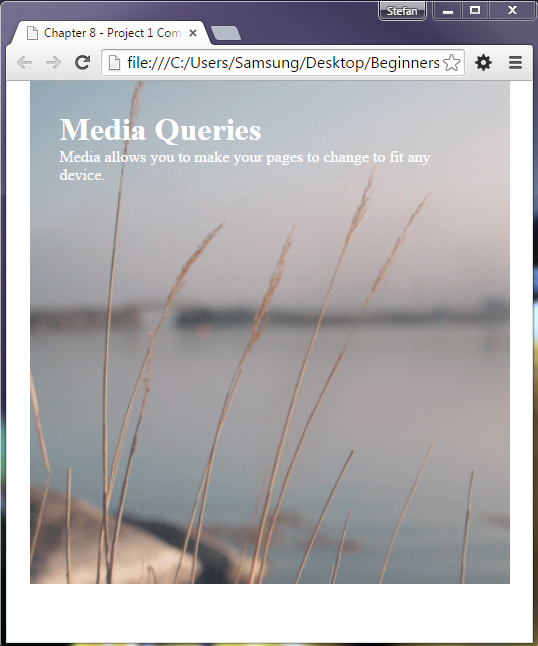 Stefan
Chapter 8 - Project 1 Com
file:///C:/Users/Samsung/Desktop/Beginners
Media Queries
Media allows you to make your pages to change to fit any
device.